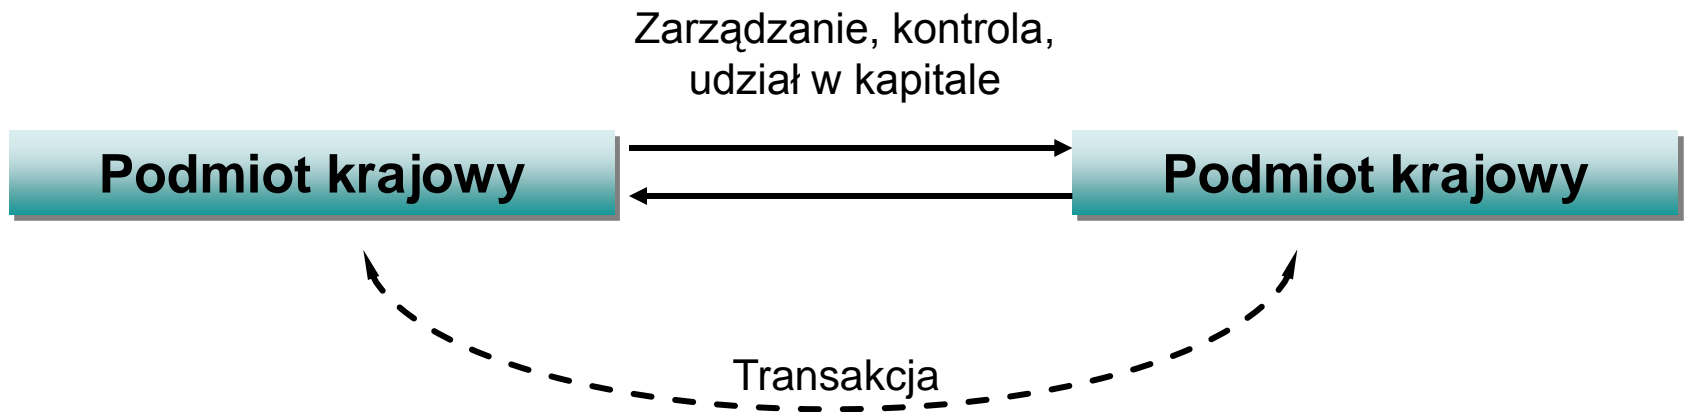 Zarządzanie, kontrola,
udział w kapitale
Podmiot krajowy
Podmiot krajowy
Transakcja